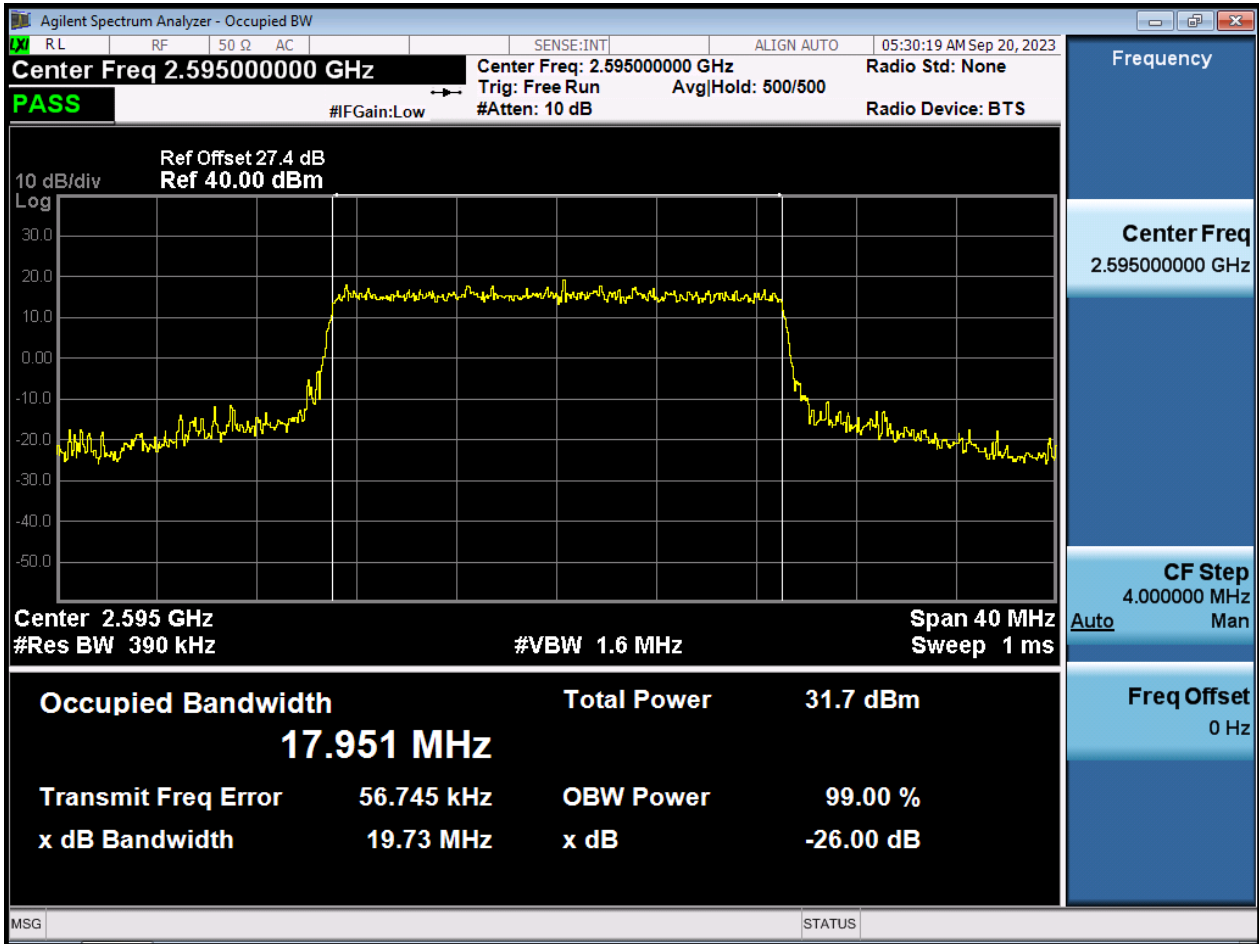 Agilent Spectrum Analyzer - Occupied BW
LXI RL RF 50 Ω AC SENSE:INT ALIGN AUTO 05:30:19 AM Sep 20, 2023
Center Freq 2.595000000 GHz
Center Freq: 2.595000000 GHz
Radio Std: None
Trig: Free Run Avg|Hold: 500/500
PASS
#IFGain:Low
#Atten: 10 dB
Radio Device: BTS
Ref Offset 27.4 dB
10 dB/div Ref 40.00 dBm
Log
30.0
20.0
10.0
0.00
-10.0
-20.0
-30.0
-40.0
-50.0
Center 2.595 GHz Span 40 MHz
#Res BW 390 kHz #VBW 1.6 MHz Sweep 1 ms
Occupied Bandwidth Total Power 31.7 dBm
17.951 MHz
Transmit Freq Error 56.745 kHz OBW Power 99.00 %
x dB Bandwidth 19.73 MHz x dB -26.00 dB
MSG STATUS
Frequency
Center Freq
2.595000000 GHz
CF Step
4.000000 MHz
Auto Man
Freq Offset
0 Hz